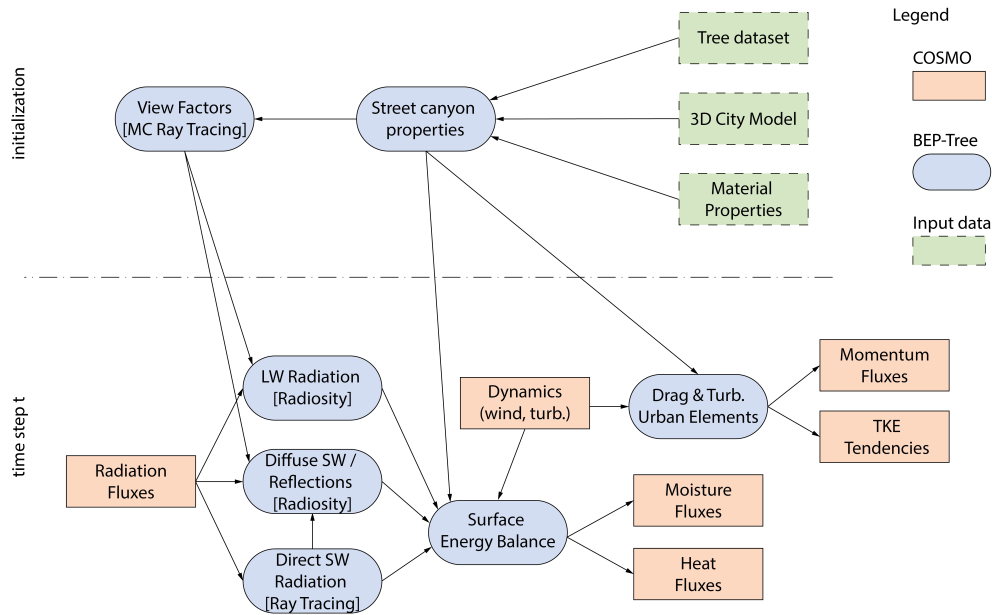 Legend
COSMO
BEP-Tree
Input data
initialization
Tree dataset
View Factors
[MC Ray Tracing]
Street canyon
properties
3D City Model
Material
Properties
time step t
LW Radiation
[Radiosity]
Dynamics
(wind, turb.)
Drag & Turb.
Urban Elements
Momentum
Fluxes
TKE
Tendencies
Radiation
Fluxes
Diffuse SW /
Reflections
[Radiosity]
Surface
Energy Balance
Moisture
Fluxes
Direct SW
Radiation
[Ray Tracing]
Heat
Fluxes